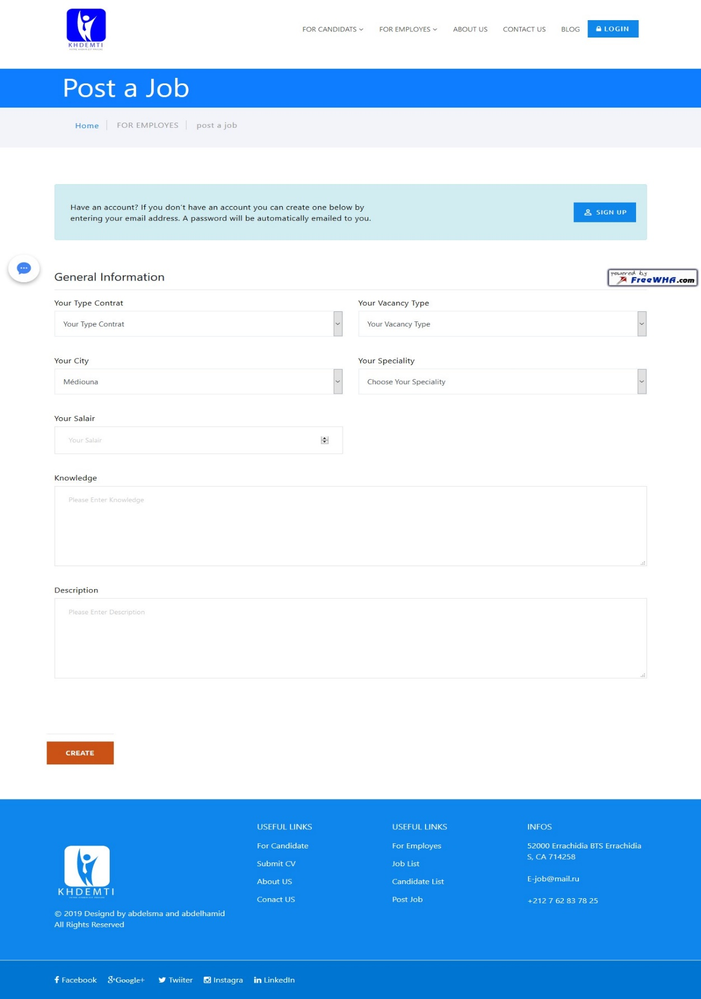 KHDEMTI
FOR CANDIDATS
FOR EMPLOYES
ABOUT US
CONTACT US
BLOG
LOGIN
Post a Job
Home
FOR EMPLOYES
post a job
Have an account? If you don't have an account you can create one below by
entering your email address. A password will be automatically emailed to you.
SIGN UP
General Information
powered by
FreeWHA.com
Your Type Contrat
Your Vacancy Type
Your Type Contrat
Your Vacancy Type
Your City
Your Speciality
Médiouna
Choose Your Speciality
Your Salair
Your Salair
Knowledge
Please Enter Knowledge
Description
Please Enter Description
CREATE
KHDEMTI
© 2019 Designd by abdelsma and abdelhamid
All Rights Reserved
USEFUL LINKS
For Candidate
Submit CV
About US
Conact US
USEFUL LINKS
For Employes
Job List
Candidate List
Post Job
INFOS
52000 Errachidia BTS Errachidia
S, CA 714258
E-job@mail.ru
+212 7 62 83 78 25
Facebook
Google+
Twiiter
Instagra
LinkedIn